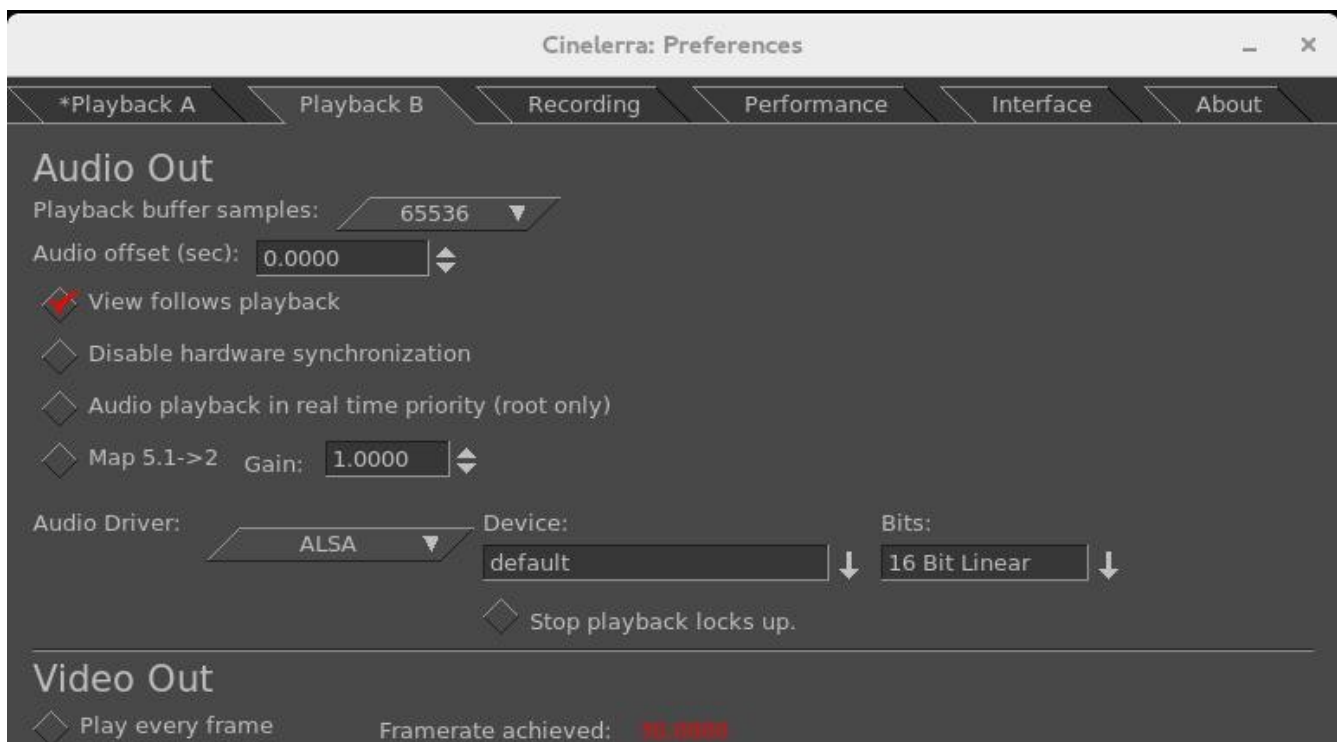 Cinelerra: Preferences
*Playback A Playback B Recording Performance Interface About
Audio Out
Playback buffer samples: 65536
Audio offset (sec): 0.0000
View follows playback
Disable hardware synchronization
Audio playback in real time priority (root only)
Map 5.1->2 Gain: 1.0000
Audio Driver: ALSA Device: Bits:
default 16 Bit Linear
Stop playback locks up.
Video Out
Play every frame Framerate achieved: